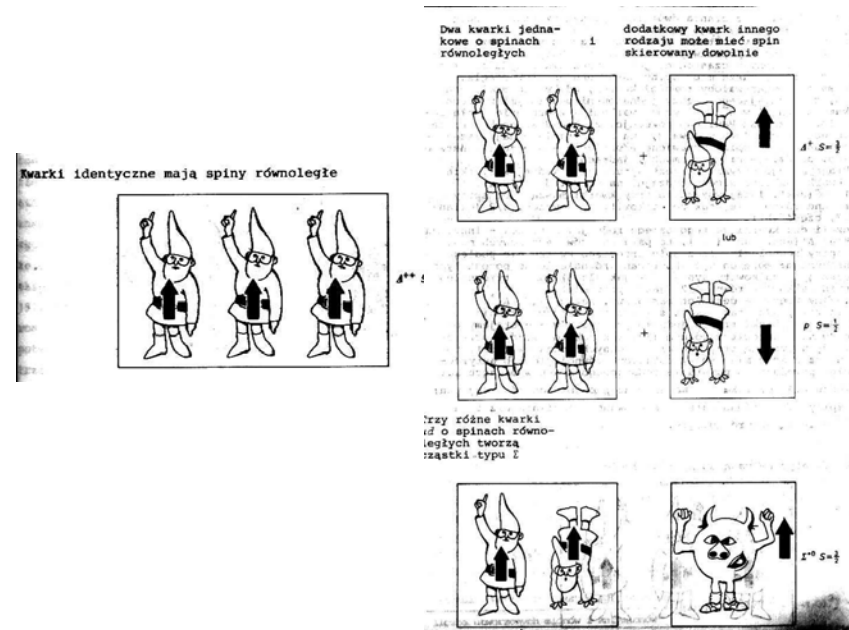 Kwarki identyczne mają spiny równoległe
Δ⁺⁺
Dwa kwarki jedna-
kowe o spinach i
równoległych
dodatkowy kwark innego
rodzaju może mieć spin
skierowany dowolnie
+
Δ⁺ S=3/2
lub
+
p S=1/2
Trzy różne kwarki
o spinach równo-
ległych tworzą
cząstki typu Σ
S=3/2